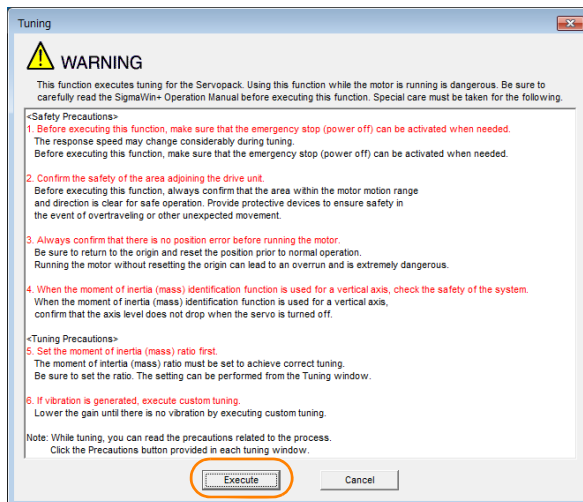 Tuning
WARNING
This function executes tuning for the Servopack. Using this function while the motor is running is dangerous. Be sure to
carefully read the SigmaWin+ Operation Manual before executing this function. Special care must be taken for the following.
<Safety Precautions>
1. Before executing this function, make sure that the emergency stop (power off) can be activated when needed.
The response speed may change considerably during tuning.
Before executing this function, make sure that the emergency stop (power off) can be activated when needed.
2. Confirm the safety of the area adjoining the drive unit.
Before executing this function, always confirm that the area within the motor motion range
and direction is clear for safe operation. Provide protective devices to ensure safety in
the event of overtraveling or other unexpected movement.
3. Always confirm that there is no position error before running the motor.
Be sure to return to the origin and reset the position prior to normal operation.
Running the motor without resetting the origin can lead to an overrun and is extremely dangerous.
4. When the moment of inertia (mass) identification function is used for a vertical axis, check the safety of the system.
When the moment of inertia (mass) identification function is used for a vertical axis,
confirm that the axis level does not drop when the servo is turned off.
<Tuning Precautions>
5. Set the moment of inertia (mass) ratio first.
The moment of intertia (mass) ratio must be set to achieve correct tuning.
Be sure to set the ratio. The setting can be performed from the Tuning window.
6. If vibration is generated, execute custom tuning.
Lower the gain until there is no vibration by executing custom tuning.
Note: While tuning, you can read the precautions related to the process.
Click the Precautions button provided in each tuning window.
Execute Cancel